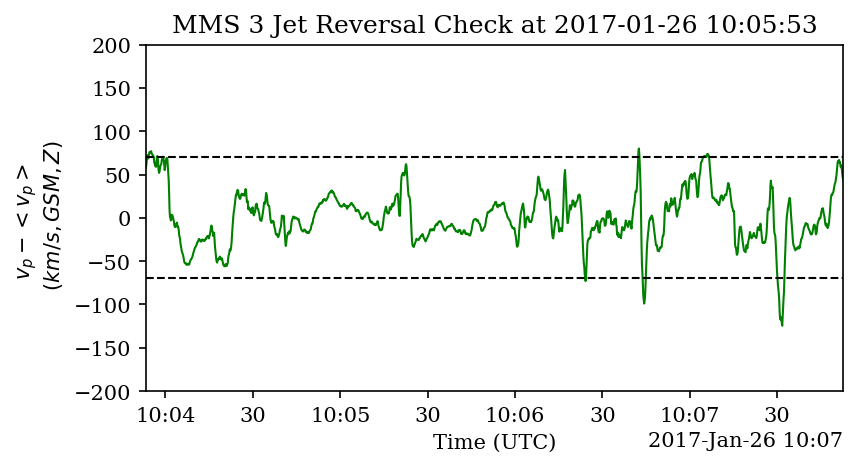 MMS 3 Jet Reversal Check at 2017-01-26 10:05:53
200
150
100
50
0
−50
−100
−150
−200
v_p − < v_p >
(km/s, GSM, Z)
10:04 30 10:05 30 10:06 30 10:07 30
Time (UTC) 2017-Jan-26 10:07